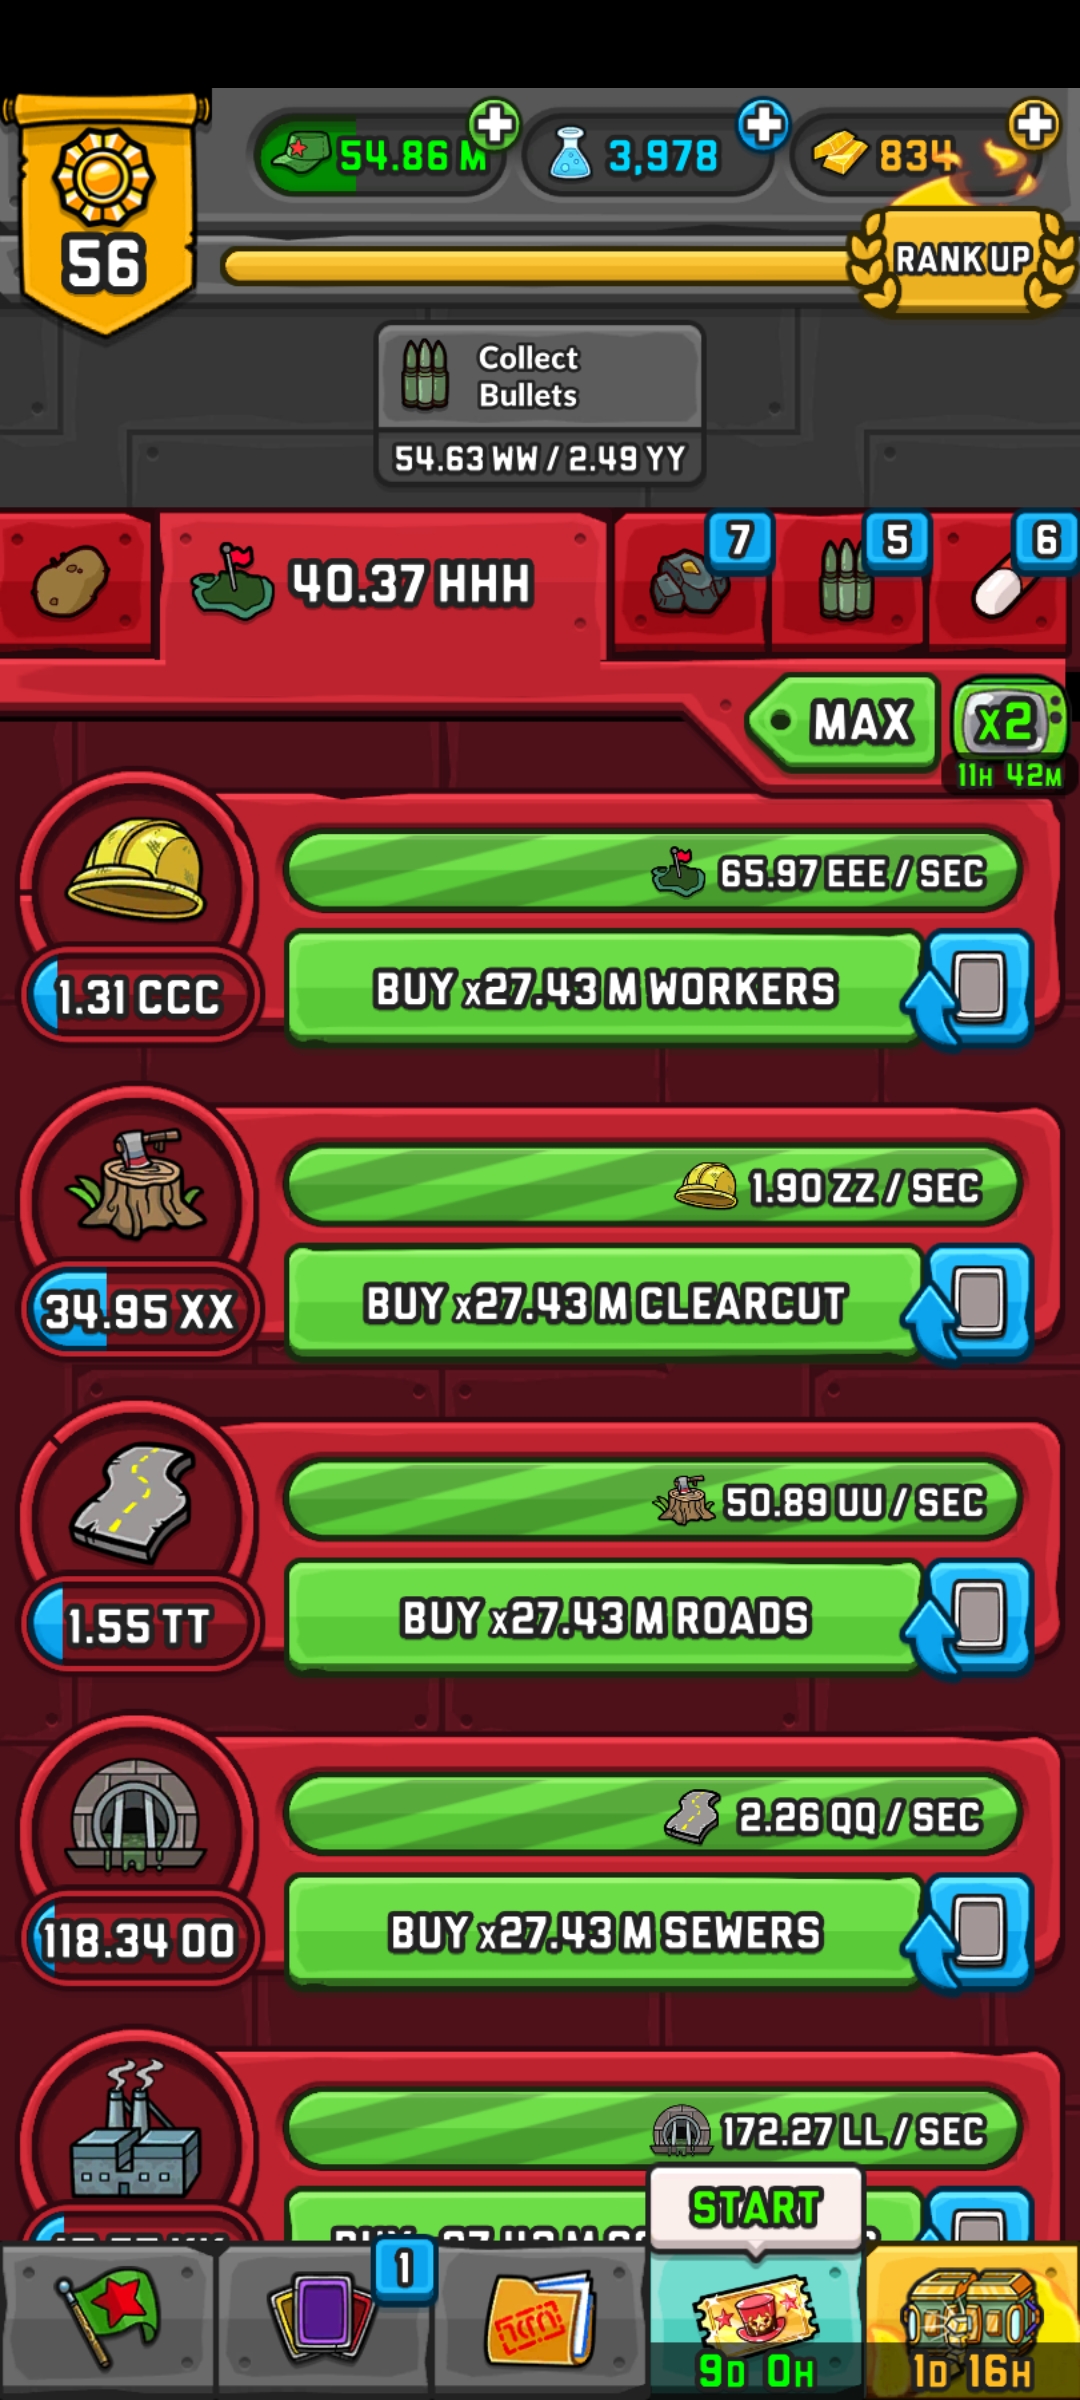 54.86 M
3,978
834
56
RANK UP
Collect
Bullets
54.63 WW / 2.49 YY
40.37 HHH
7
5
6
MAX
x2
11H 42M
65.97 EEE / SEC
1.31 CCC
BUY x27.43 M WORKERS
1.90 ZZ / SEC
34.95 XX
BUY x27.43 M CLEARCUT
50.89 UU / SEC
1.55 TT
BUY x27.43 M ROADS
2.26 QQ / SEC
118.34 OO
BUY x27.43 M SEWERS
172.27 LL / SEC
START
1
9D 0H
1D 16H